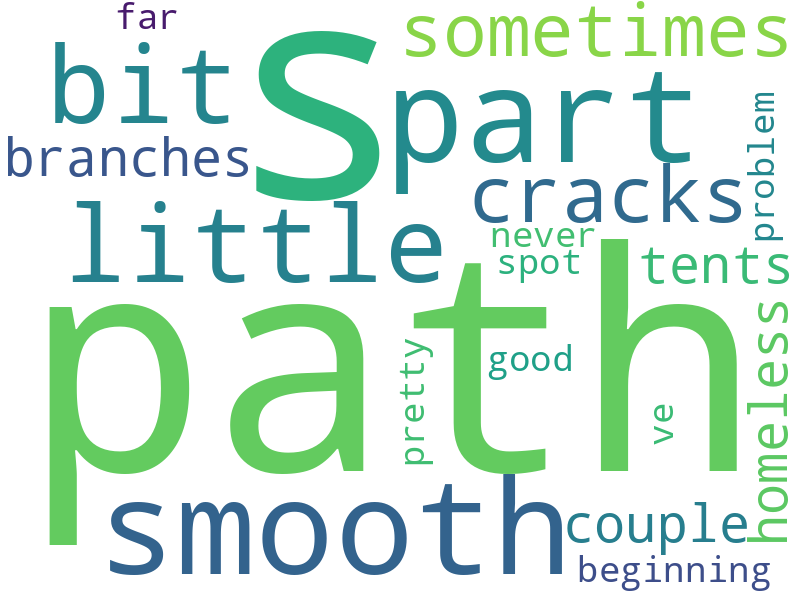 far
sometimes
bit
s
part
branches
cracks
problem
little
never
spot
tents
path
pretty
good
ve
homeless
smooth
couple
beginning